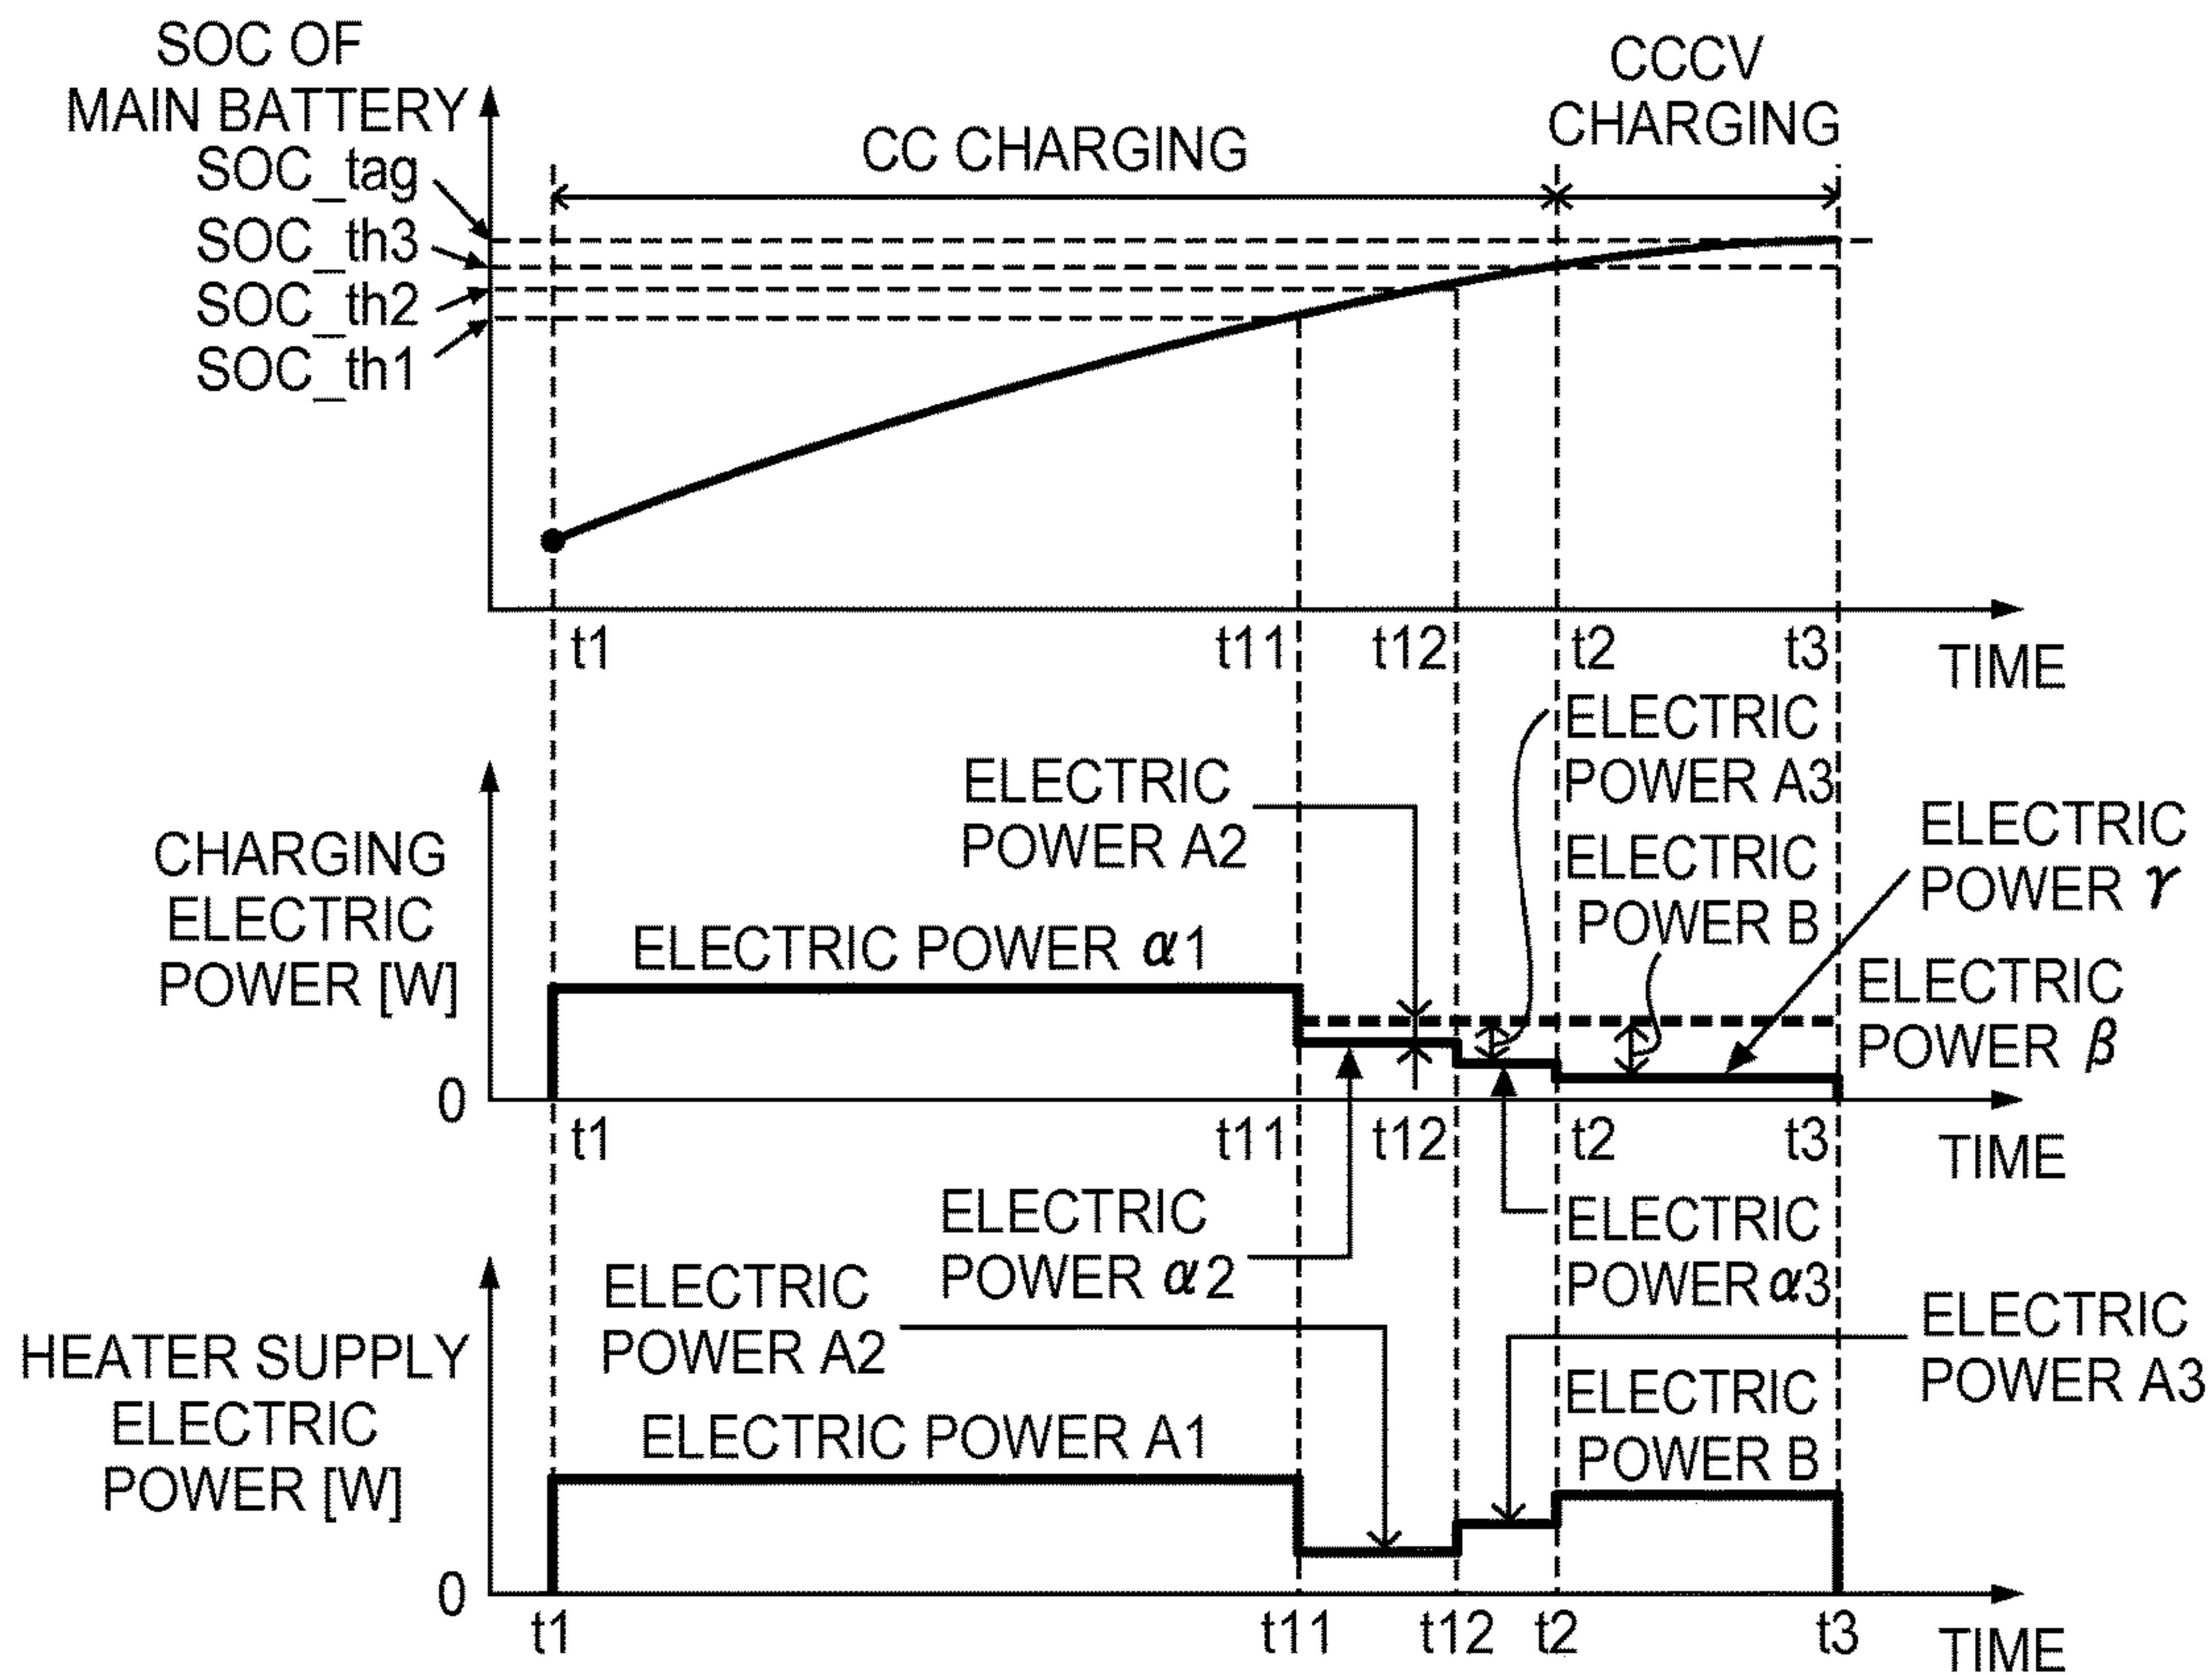 SOC OF
MAIN BATTERY
SOC_tag
SOC_th3
SOC_th2
SOC_th1
CC CHARGING
CCCV
CHARGING
t1
t11
t12
t2
t3
TIME
CHARGING
ELECTRIC
POWER [W]
0
ELECTRIC POWER α1
ELECTRIC
POWER A2
ELECTRIC
POWER A3
ELECTRIC
POWER B
ELECTRIC
POWER γ
ELECTRIC
POWER β
t1
t11
t12
t2
t3
TIME
ELECTRIC
POWER α2
ELECTRIC
POWER α3
HEATER SUPPLY
ELECTRIC
POWER [W]
0
ELECTRIC
POWER A2
ELECTRIC POWER A1
ELECTRIC
POWER B
ELECTRIC
POWER A3
t1
t11
t12
t2
t3
TIME